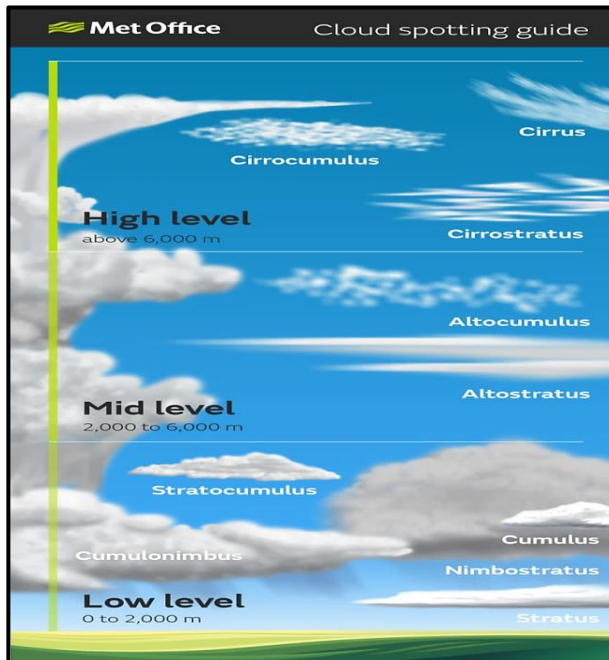 Met Office
Cloud spotting guide
Cirrus
Cirrocumulus
High level
above 6,000 m
Cirrostratus
Altocumulus
Altostratus
Mid level
2,000 to 6,000 m
Stratocumulus
Cumulus
Cumulonimbus
Nimbostratus
Low level
0 to 2,000 m
Stratus